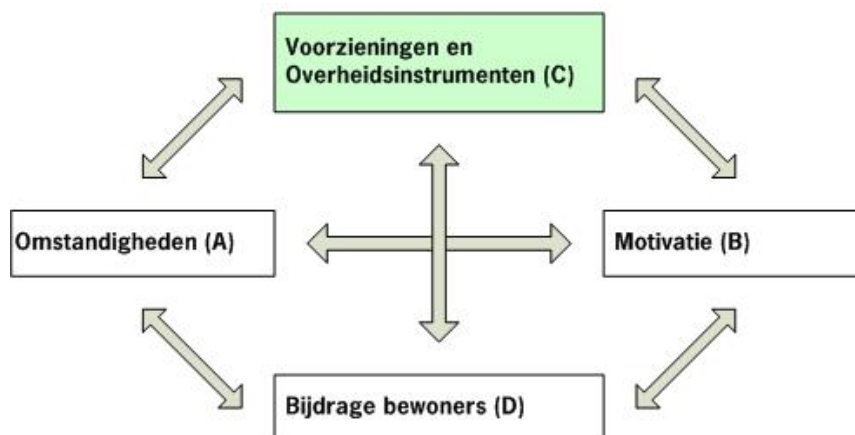 Voorzieningen en
Overheidsinstrumenten (C)
Omstandigheden (A)
Motivatie (B)
Bijdrage bewoners (D)